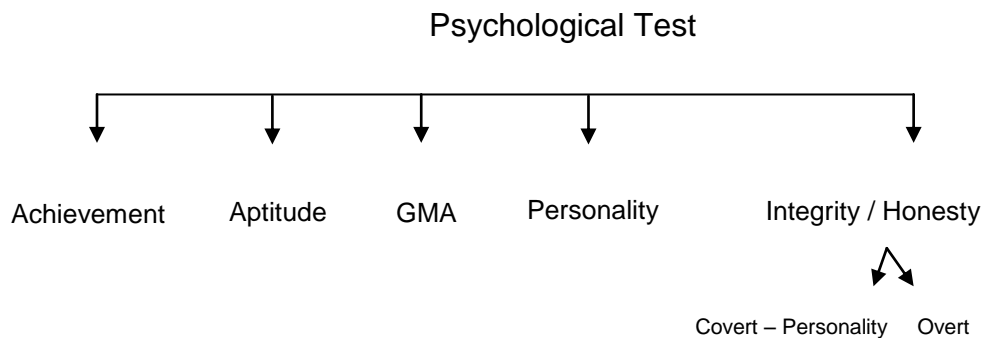 Psychological Test
Achievement Aptitude GMA Personality Integrity / Honesty
Covert – Personality Overt